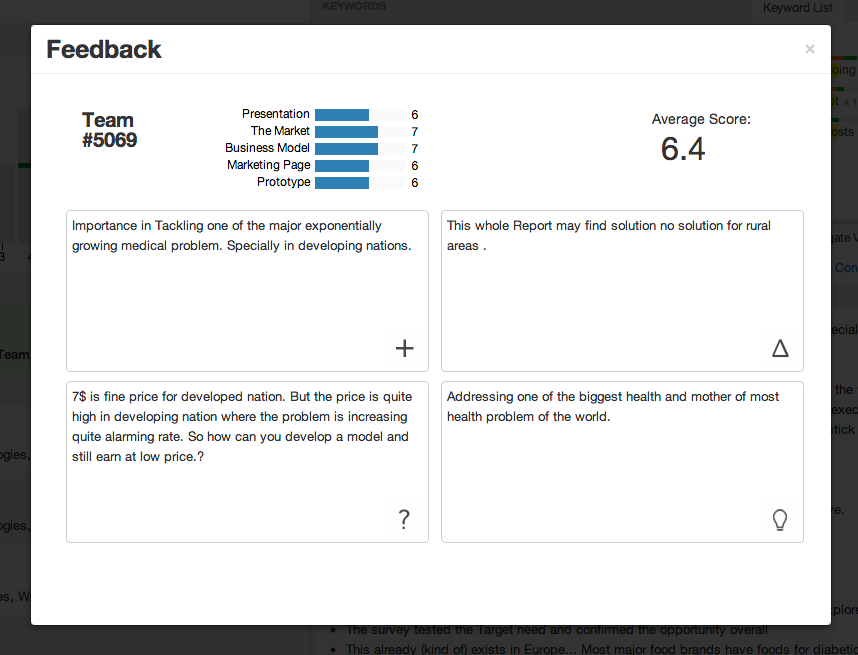 KEYWORDS
Keyword List
Feedback
×
Team
#5069
Presentation 6
The Market 7
Business Model 7
Marketing Page 6
Prototype 6
Average Score:
6.4
Importance in Tackling one of the major exponentially
growing medical problem. Specially in developing nations.
+
This whole Report may find solution no solution for rural
areas .
Δ
7$ is fine price for developed nation. But the price is quite
high in developing nation where the problem is increasing
quite alarming rate. So how can you develop a model and
still earn at low price.?
?
Addressing one of the biggest health and mother of most
health problem of the world.
Team
the
• The survey tested the Target need and confirmed the opportunity overall
• This already (kind of) exists in Europe... Most major food brands have foods for diabetic